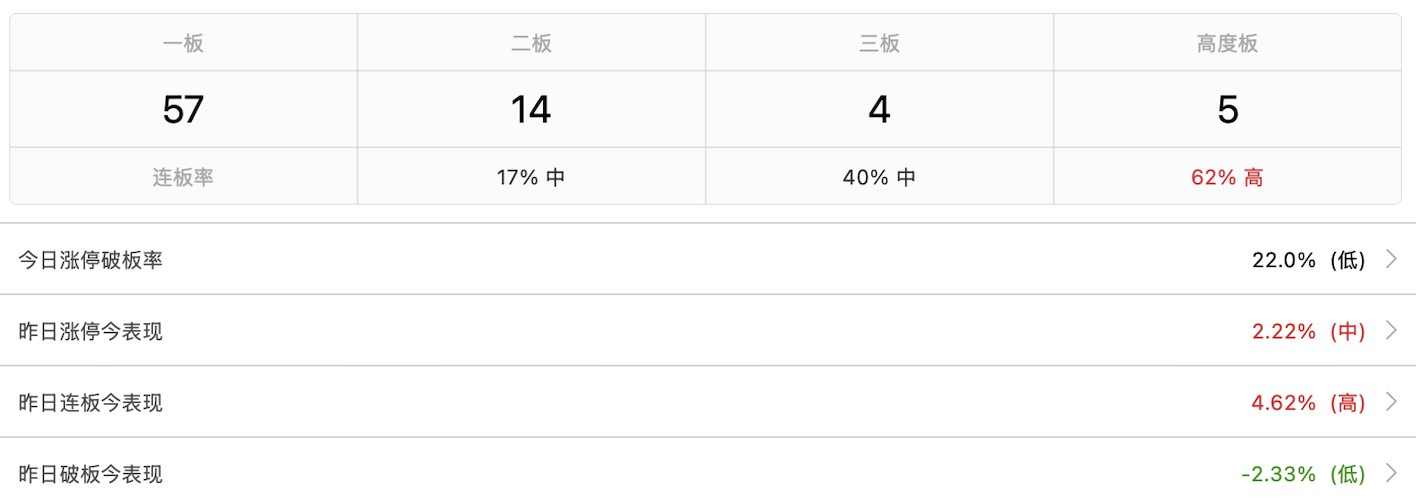 一板 二板 三板 高度板
57 14 4 5
连板率 17% 中 40% 中 62% 高
今日涨停破板率 22.0% (低)
昨日涨停今表现 2.22% (中)
昨日连板今表现 4.62% (高)
昨日破板今表现 -2.33% (低)